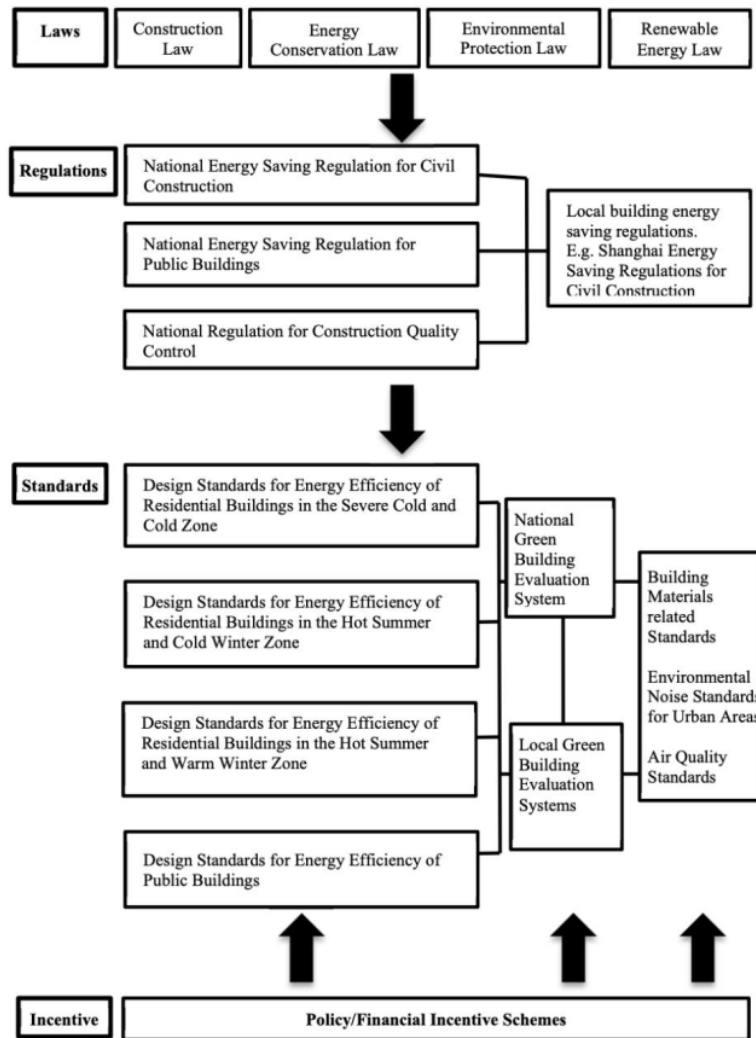 Laws
Construction
Law
Energy
Conservation Law
Environmental
Protection Law
Renewable
Energy Law
Regulations
National Energy Saving Regulation for Civil
Construction
National Energy Saving Regulation for
Public Buildings
National Regulation for Construction Quality
Control
Local building energy
saving regulations.
E.g. Shanghai Energy
Saving Regulations for
Civil Construction
Standards
Design Standards for Energy Efficiency of
Residential Buildings in the Severe Cold and
Cold Zone
Design Standards for Energy Efficiency of
Residential Buildings in the Hot Summer
and Cold Winter Zone
Design Standards for Energy Efficiency of
Residential Buildings in the Hot Summer
and Warm Winter Zone
Design Standards for Energy Efficiency of
Public Buildings
National
Green
Building
Evaluation
System
Local Green
Building
Evaluation
Systems
Building
Materials
related
Standards
Environmental
Noise Standards
for Urban Areas
Air Quality
Standards
Incentive
Policy/Financial Incentive Schemes